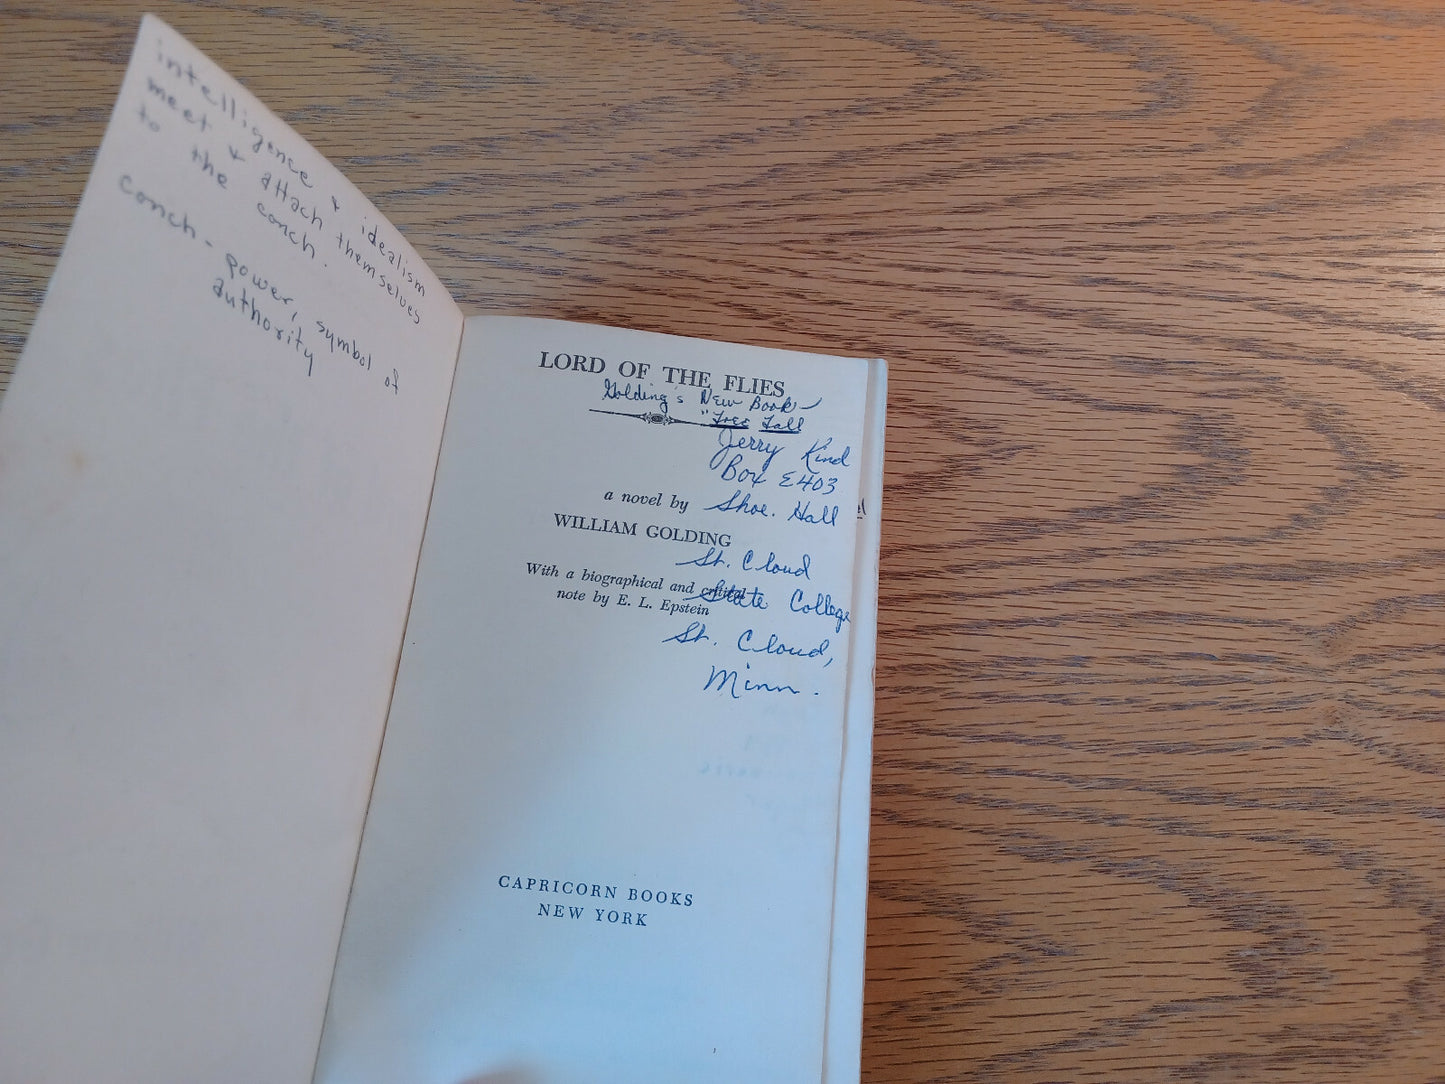 intelligence & idealism
meet & attach themselves
to the conch.
conch - power, symbol of
authority
LORD OF THE FLIES
Golding's New Book -
"Free Fall
Jerry Kind
Box E403
a novel by
Shoe. Hall
WILLIAM GOLDING
St. Cloud
With a biographical and critical
State College
note by E. L. Epstein
St. Cloud,
Minn.
CAPRICORN BOOKS
NEW YORK